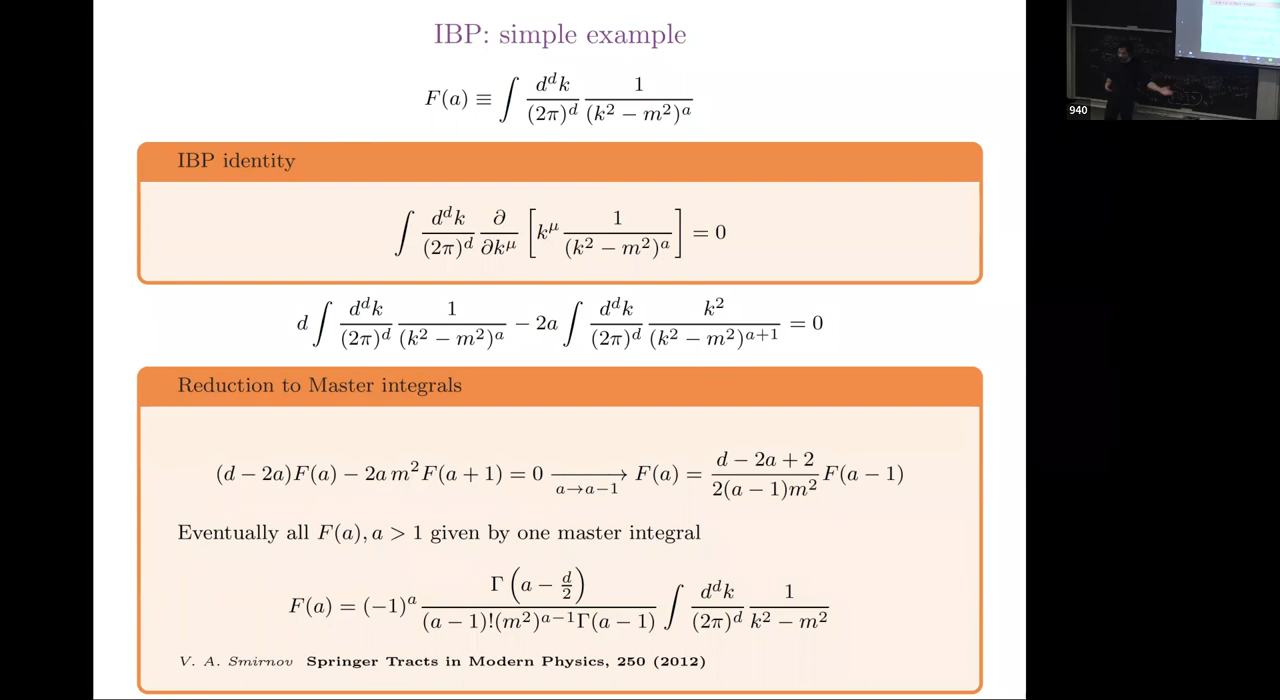 IBP: simple example
F(a) ≡ ∫ d^d k / (2π)^d 1 / (k² − m²)^a
IBP identity
∫ d^d k / (2π)^d ∂ / ∂k^μ [ k^μ 1 / (k² − m²)^a ] = 0
d ∫ d^d k / (2π)^d 1 / (k² − m²)^a − 2a ∫ d^d k / (2π)^d k² / (k² − m²)^{a+1} = 0
Reduction to Master integrals
(d − 2a)F(a) − 2a m² F(a + 1) = 0 ⟶ a→a−1 F(a) = (d − 2a + 2) / (2(a − 1)m²) F(a − 1)
Eventually all F(a), a > 1 given by one master integral
F(a) = (−1)^a Γ(a − d/2) / ((a − 1)!(m²)^{a−1}Γ(a − 1)) ∫ d^d k / (2π)^d 1 / (k² − m²)
V. A. Smirnov Springer Tracts in Modern Physics, 250 (2012)
940